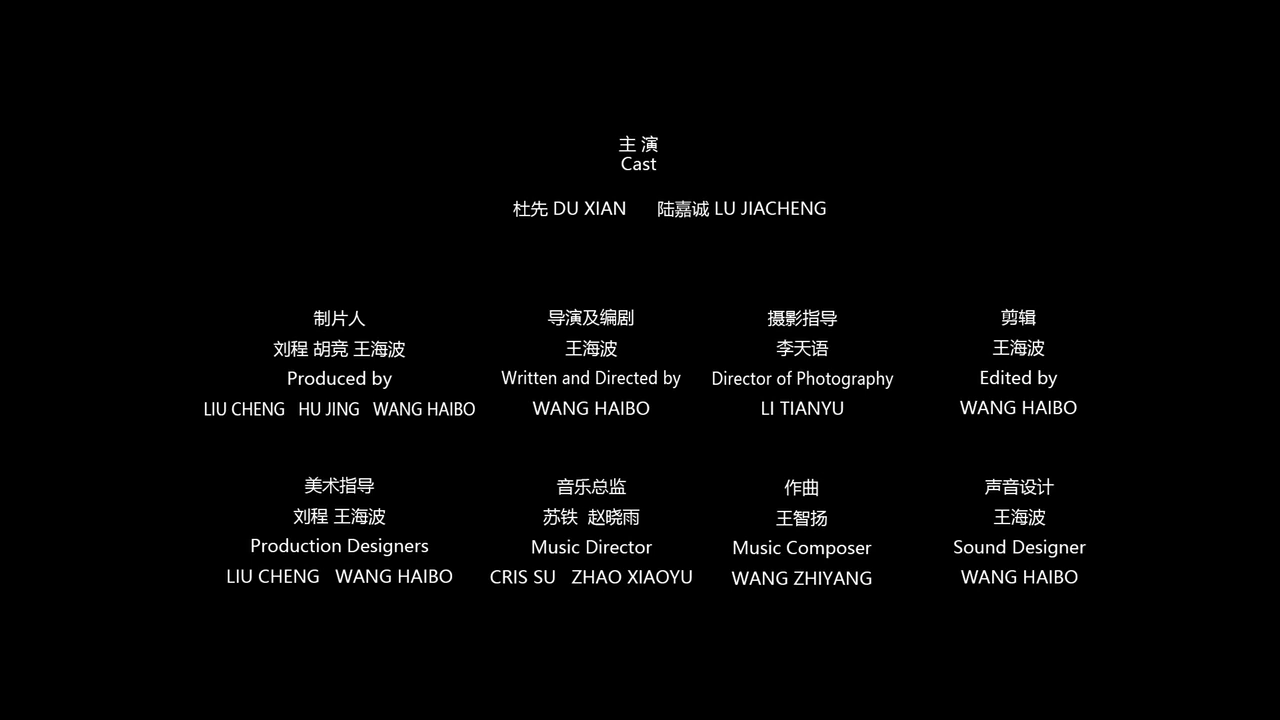 主 演
Cast
杜先 DU XIAN 陆嘉诚 LU JIACHENG
制片人
刘程 胡竞 王海波
Produced by
LIU CHENG HU JING WANG HAIBO
导演及编剧
王海波
Written and Directed by
WANG HAIBO
摄影指导
李天语
Director of Photography
LI TIANYU
剪辑
王海波
Edited by
WANG HAIBO
美术指导
刘程 王海波
Production Designers
LIU CHENG WANG HAIBO
音乐总监
苏铁 赵晓雨
Music Director
CRIS SU ZHAO XIAOYU
作曲
王智扬
Music Composer
WANG ZHIYANG
声音设计
王海波
Sound Designer
WANG HAIBO